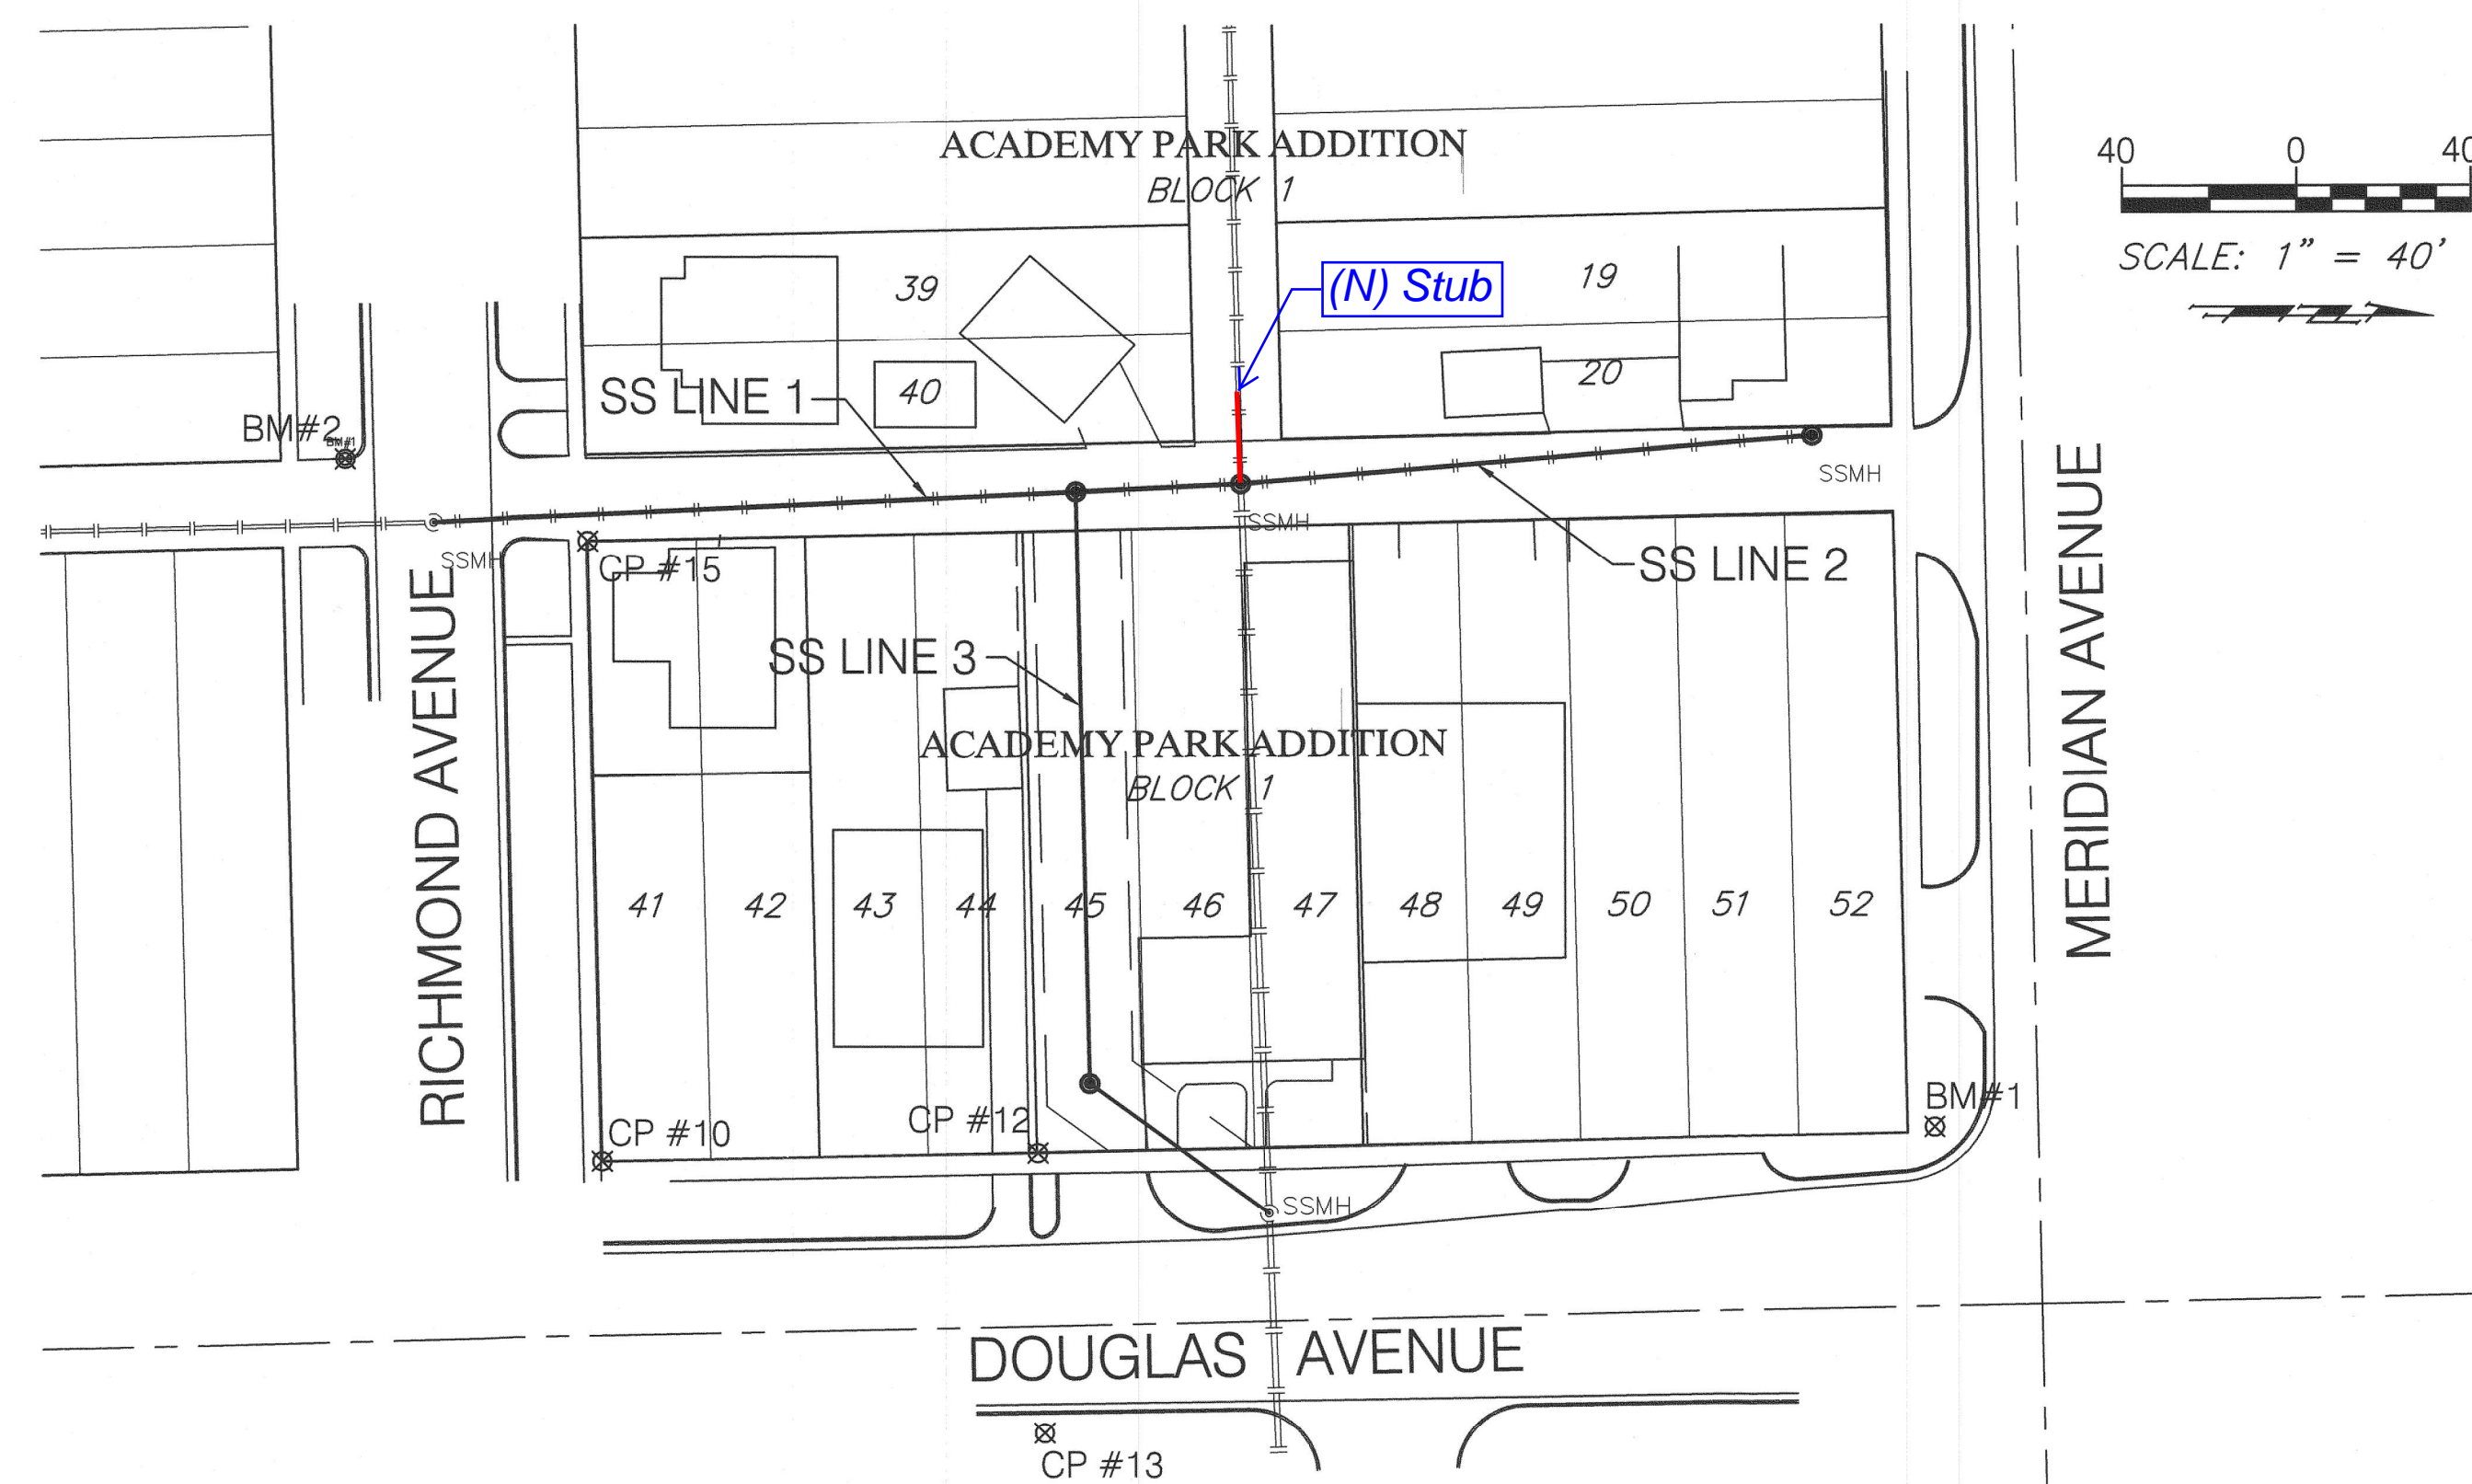 ACADEMY PARK ADDITION
BLOCK 1
40 0 40
SCALE: 1” = 40’
(N) Stub
39
19
20
SS LINE 1
40
BM#2
BM#1
SSMH
SSMH
SSMH
CP #15
SS LINE 2
SS LINE 3
RICHMOND AVENUE
MERIDIAN AVENUE
ACADEMY PARK ADDITION
BLOCK 1
41 42 43 44 45 46 47 48 49 50 51 52
CP #10
CP #12
BM#1
SSMH
DOUGLAS AVENUE
CP #13